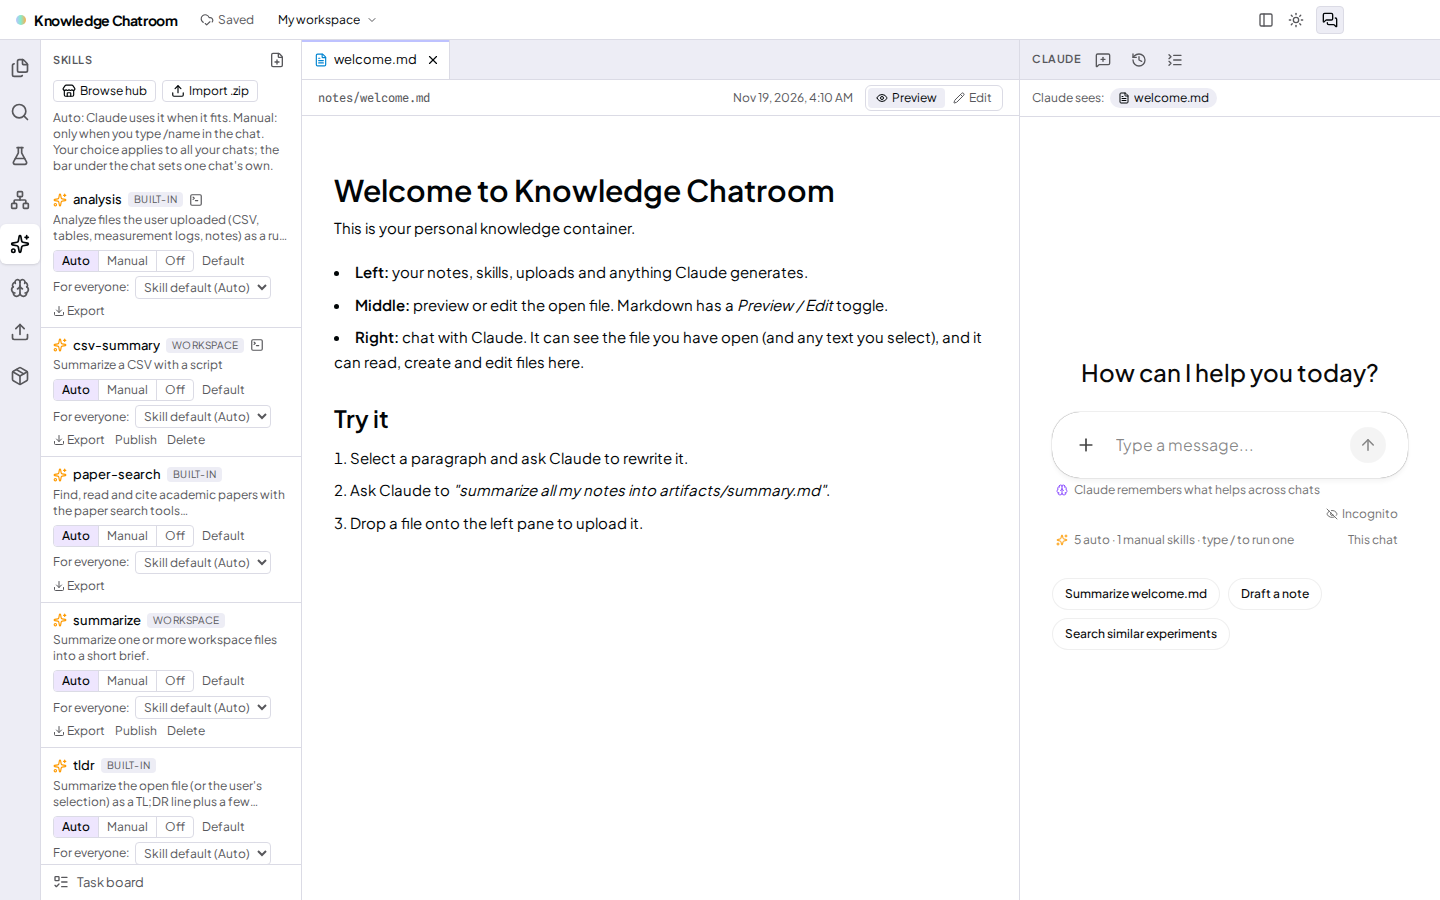 Knowledge Chatroom
Saved
My workspace
SKILLS
Browse hub
Import .zip
Auto: Claude uses it when it fits. Manual:
only when you type /name in the chat.
Your choice applies to all your chats; the
bar under the chat sets one chat's own.
analysis BUILT-IN
Analyze files the user uploaded (CSV,
tables, measurement logs, notes) as a ru…
Auto Manual Off Default
For everyone: Skill default (Auto)
Export
csv-summary WORKSPACE
Summarize a CSV with a script
Auto Manual Off Default
For everyone: Skill default (Auto)
Export Publish Delete
paper-search BUILT-IN
Find, read and cite academic papers with
the paper search tools…
Auto Manual Off Default
For everyone: Skill default (Auto)
Export
summarize WORKSPACE
Summarize one or more workspace files
into a short brief.
Auto Manual Off Default
For everyone: Skill default (Auto)
Export Publish Delete
tldr BUILT-IN
Summarize the open file (or the user's
selection) as a TL;DR line plus a few…
Auto Manual Off Default
For everyone: Skill default (Auto)
Task board
welcome.md
notes/welcome.md
Nov 19, 2026, 4:10 AM
Preview
Edit
Welcome to Knowledge Chatroom
This is your personal knowledge container.
• Left: your notes, skills, uploads and anything Claude generates.
• Middle: preview or edit the open file. Markdown has a Preview / Edit toggle.
• Right: chat with Claude. It can see the file you have open (and any text you select), and it
can read, create and edit files here.
Try it
1. Select a paragraph and ask Claude to rewrite it.
2. Ask Claude to "summarize all my notes into artifacts/summary.md".
3. Drop a file onto the left pane to upload it.
CLAUDE
Claude sees: welcome.md
How can I help you today?
Type a message...
Claude remembers what helps across chats
Incognito
5 auto · 1 manual skills · type / to run one
This chat
Summarize welcome.md
Draft a note
Search similar experiments